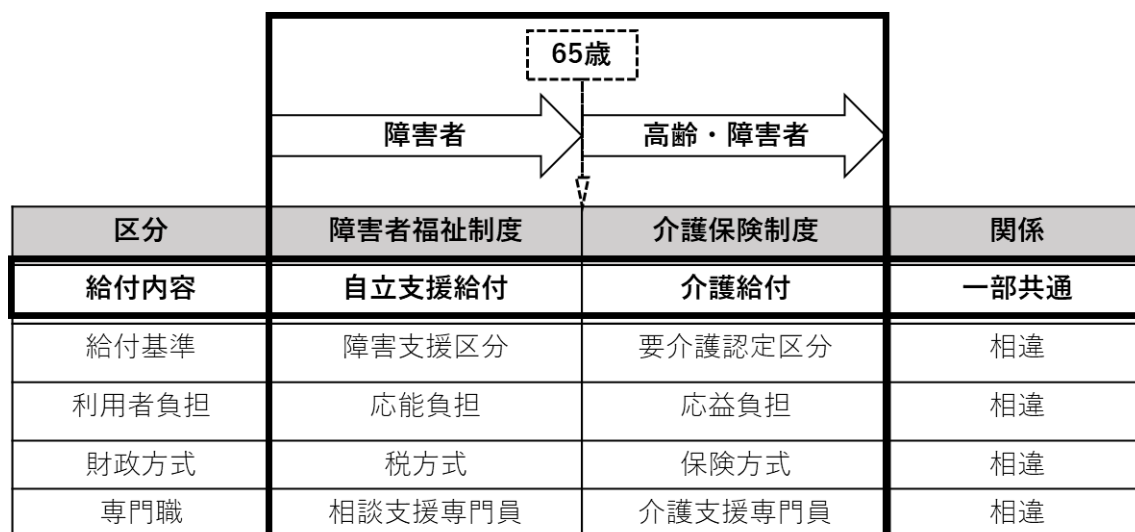 65歳
障害者 高齢・障害者
区分 障害者福祉制度 介護保険制度 関係
給付内容 自立支援給付 介護給付 一部共通
給付基準 障害支援区分 要介護認定区分 相違
利用者負担 応能負担 応益負担 相違
財政方式 税方式 保険方式 相違
専門職 相談支援専門員 介護支援専門員 相違